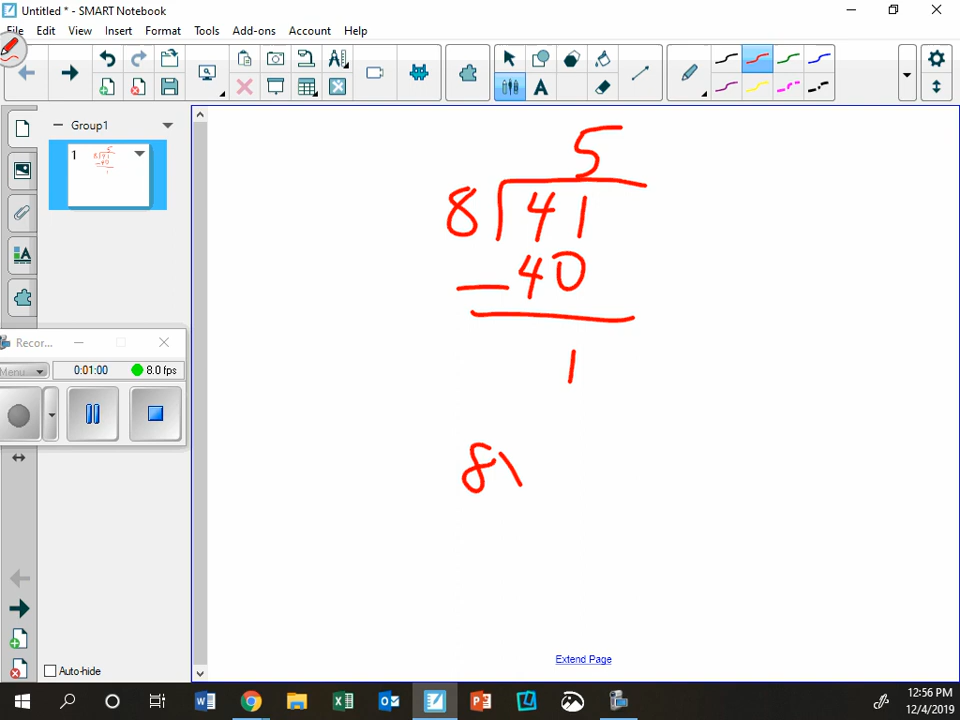 Untitled * - SMART Notebook
File Edit View Insert Format Tools Add-ons Account Help
Group1
1
5
8 41
- 40
1
8
Recor...
Menu
0:01:00 8.0 fps
Auto-hide
Extend Page
12:56 PM
12/4/2019